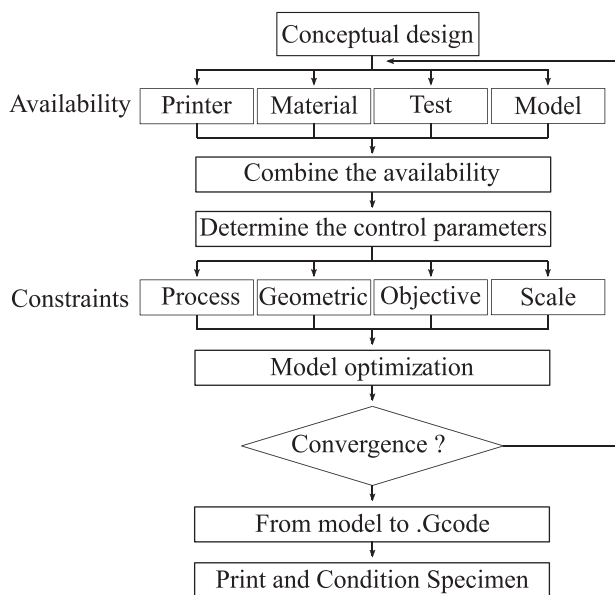 Conceptual design
Availability Printer Material Test Model
Combine the availability
Determine the control parameters
Constraints Process Geometric Objective Scale
Model optimization
Convergence ?
From model to .Gcode
Print and Condition Specimen